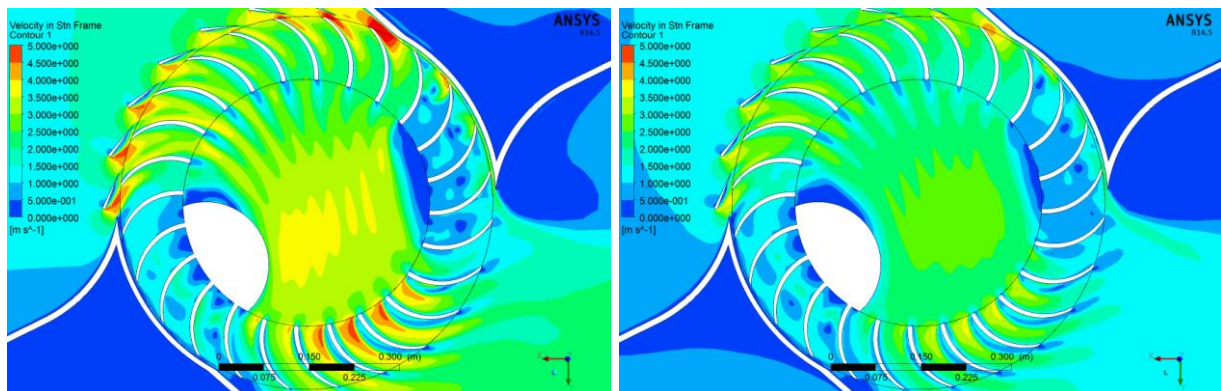 Velocity in Stn Frame
Contour 1
5.000e+000
4.500e+000
4.000e+000
3.500e+000
3.000e+000
2.500e+000
2.000e+000
1.500e+000
1.000e+000
5.000e-001
0.000e+000
[m s^-1]
ANSYS
R14.5
0 0.150 0.300 (m)
0.075 0.225
X
Velocity in Stn Frame
Contour 1
5.000e+000
4.500e+000
4.000e+000
3.500e+000
3.000e+000
2.500e+000
2.000e+000
1.500e+000
1.000e+000
5.000e-001
0.000e+000
[m s^-1]
ANSYS
R14.5
0 0.150 0.300 (m)
0.075 0.225
X